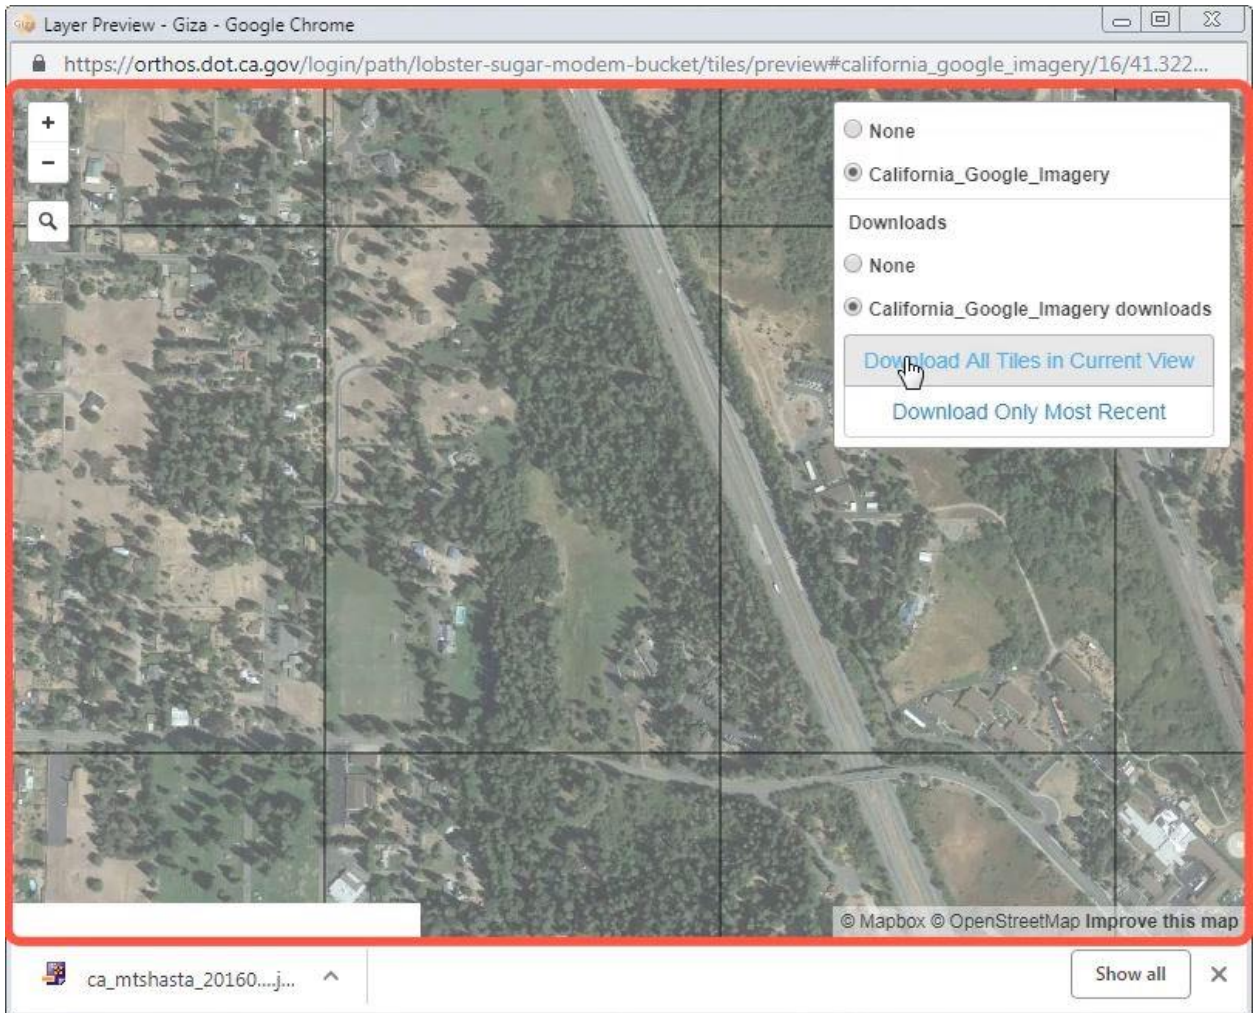 Layer Preview - Giza - Google Chrome
https://orthos.dot.ca.gov/login/path/lobster-sugar-modem-bucket/tiles/preview#california_google_imagery/16/41.322...
+
−
None
California_Google_Imagery
Downloads
None
California_Google_Imagery downloads
Download All Tiles in Current View
Download Only Most Recent
© Mapbox © OpenStreetMap Improve this map
ca_mtshasta_20160....j...
Show all